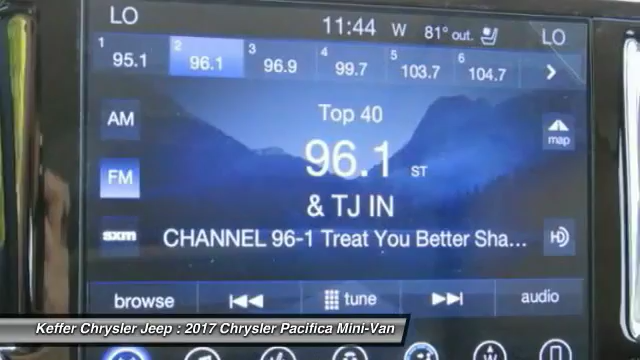 LO 11:44 W 81° out. LO
1 95.1 2 96.1 3 96.9 4 99.7 5 103.7 6 104.7
AM Top 40
96.1 ST map
FM
& TJ IN
sxm CHANNEL 96-1 Treat You Better Sha... HD
browse tune audio
Keffer Chrysler Jeep : 2017 Chrysler Pacifica Mini-Van